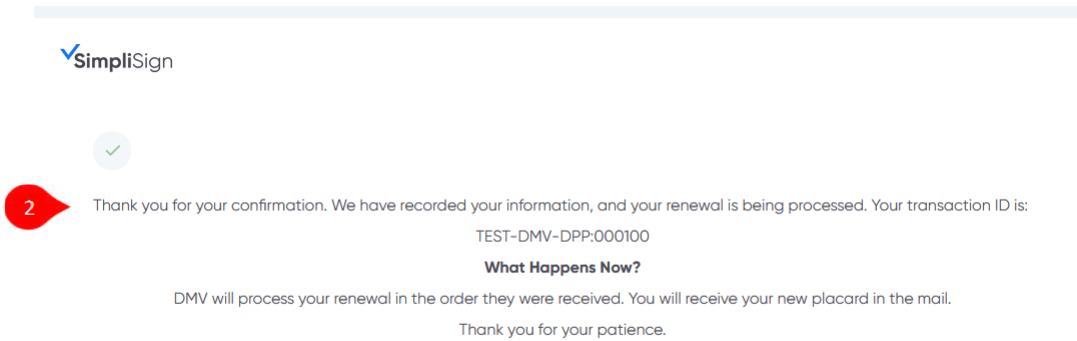 SimpliSign
2
Thank you for your confirmation. We have recorded your information, and your renewal is being processed. Your transaction ID is:
TEST-DMV-DPP:000100
What Happens Now?
DMV will process your renewal in the order they were received. You will receive your new placard in the mail.
Thank you for your patience.